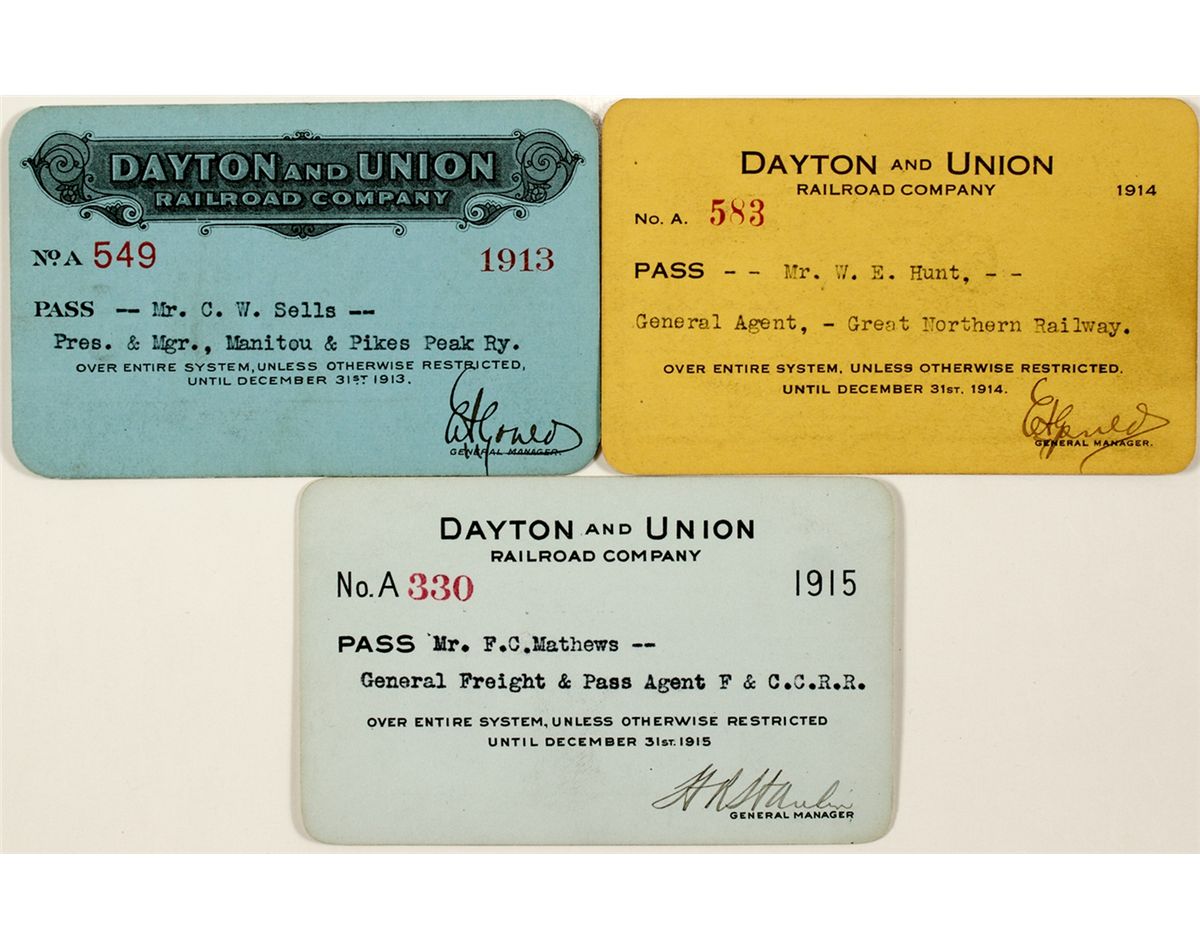 DAYTON AND UNION
RAILROAD COMPANY
No A 549 1913
PASS -- Mr. C. W. Sells --
Pres. & Mgr., Manitou & Pikes Peak Ry.
OVER ENTIRE SYSTEM, UNLESS OTHERWISE RESTRICTED,
UNTIL DECEMBER 31ST 1913.
GENERAL MANAGER.
DAYTON AND UNION
RAILROAD COMPANY 1914
No. A. 583
PASS - - Mr. W. E. Hunt, - -
General Agent, - Great Northern Railway.
OVER ENTIRE SYSTEM, UNLESS OTHERWISE RESTRICTED.
UNTIL DECEMBER 31ST. 1914.
GENERAL MANAGER.
DAYTON AND UNION
RAILROAD COMPANY
No. A 330 1915
PASS Mr. F.C.Mathews --
General Freight & Pass Agent F & C.C.R.R.
OVER ENTIRE SYSTEM, UNLESS OTHERWISE RESTRICTED
UNTIL DECEMBER 31ST. 1915
GENERAL MANAGER